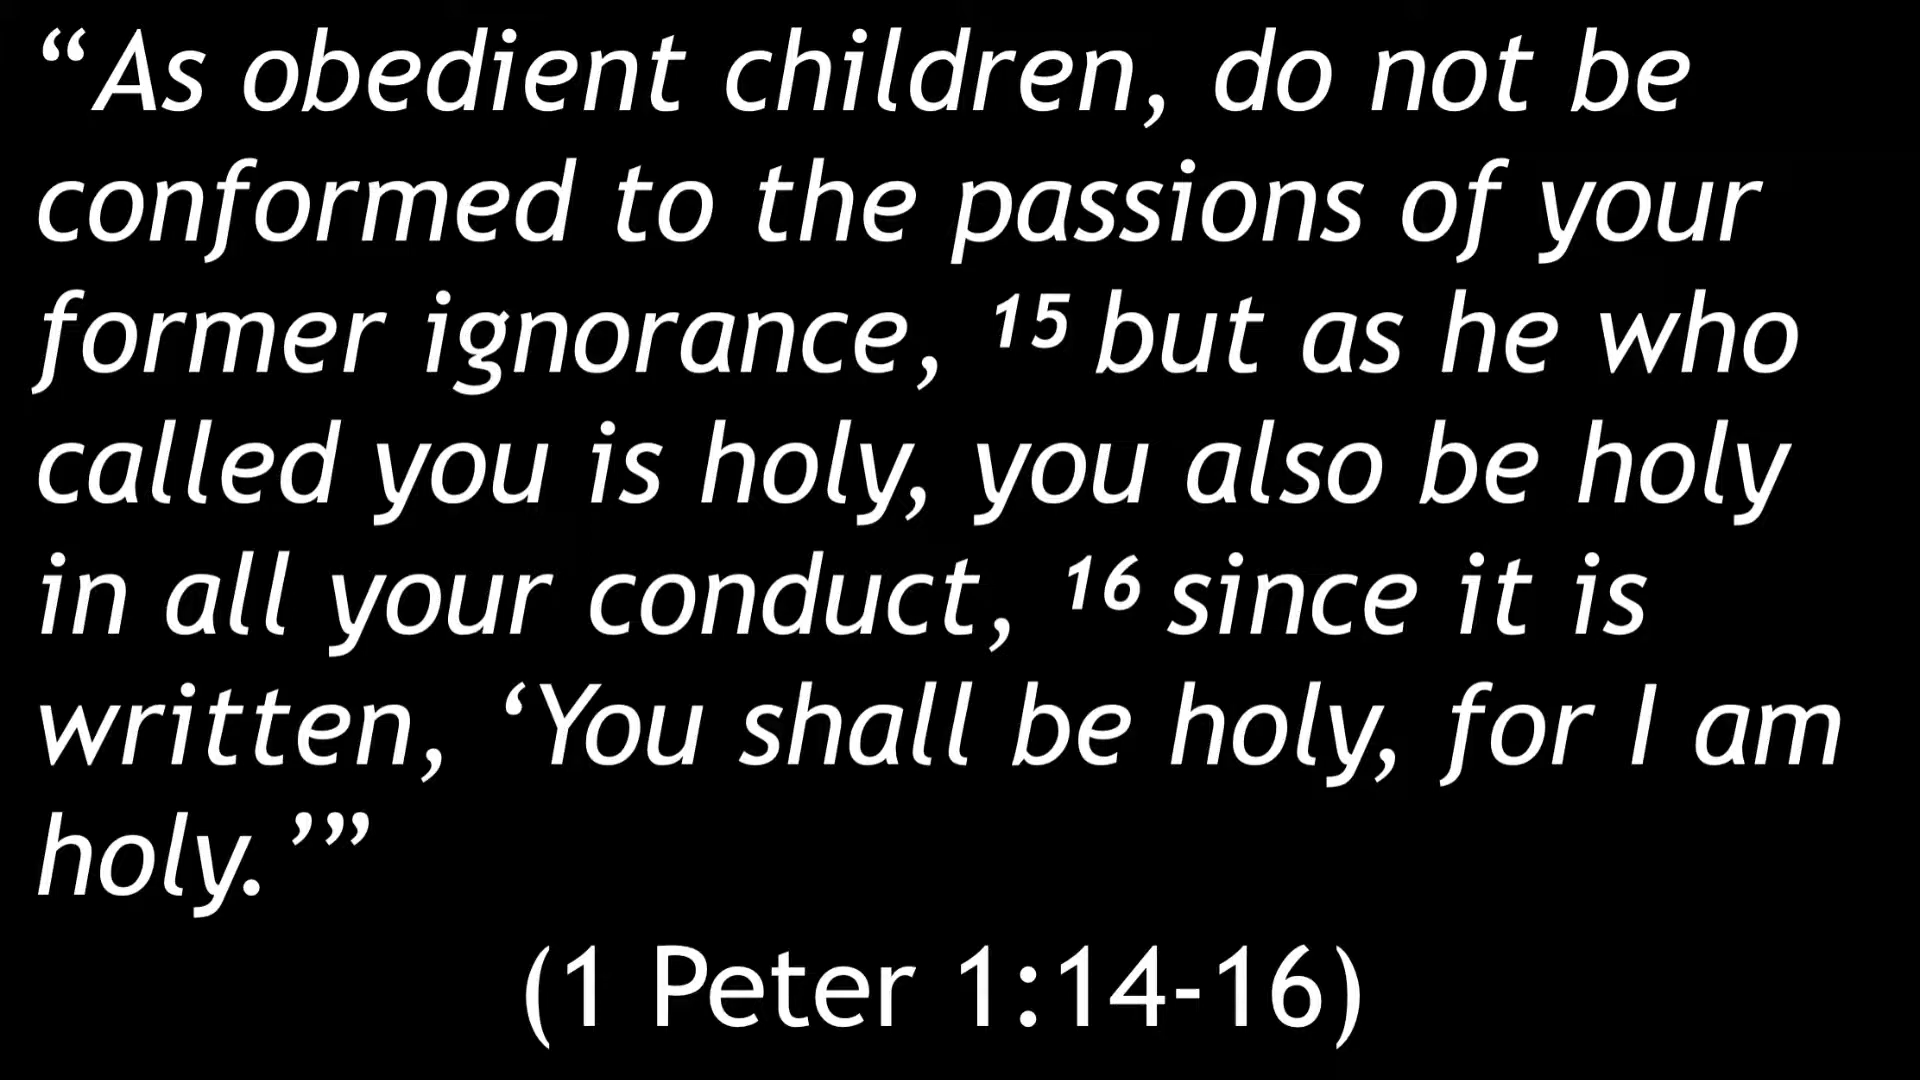 “As obedient children, do not be
conformed to the passions of your
former ignorance, 15 but as he who
called you is holy, you also be holy
in all your conduct, 16 since it is
written, ‘You shall be holy, for I am
holy.’”
(1 Peter 1:14-16)